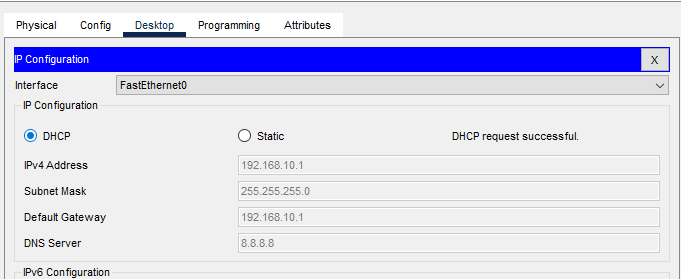 Physical Config Desktop Programming Attributes
IP Configuration X
Interface FastEthernet0
IP Configuration
DHCP Static DHCP request successful.
IPv4 Address 192.168.10.1
Subnet Mask 255.255.255.0
Default Gateway 192.168.10.1
DNS Server 8.8.8.8
IPv6 Configuration